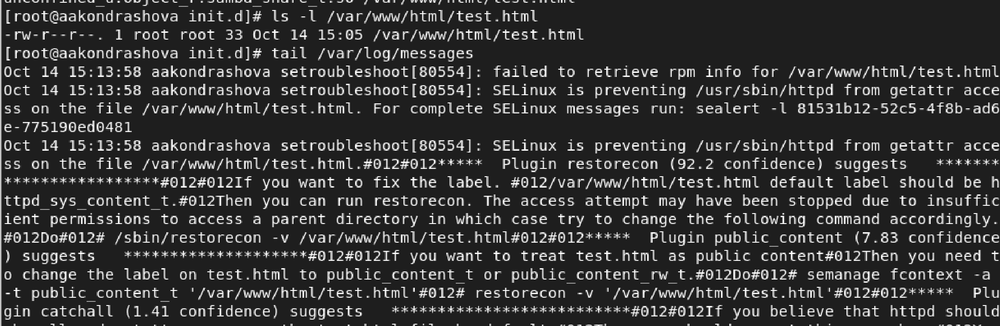 unconfined_u:object_r:samba_share_t:s0 /var/www/html/test.html
[root@aakondrashova init.d]# ls -l /var/www/html/test.html
-rw-r--r--. 1 root root 33 Oct 14 15:05 /var/www/html/test.html
[root@aakondrashova init.d]# tail /var/log/messages
Oct 14 15:13:58 aakondrashova setroubleshoot[80554]: failed to retrieve rpm info for /var/www/html/test.html
Oct 14 15:13:58 aakondrashova setroubleshoot[80554]: SELinux is preventing /usr/sbin/httpd from getattr acce
ss on the file /var/www/html/test.html. For complete SELinux messages run: sealert -l 81531b12-52c5-4f8b-ad6
e-775190ed0481
Oct 14 15:13:58 aakondrashova setroubleshoot[80554]: SELinux is preventing /usr/sbin/httpd from getattr acce
ss on the file /var/www/html/test.html.#012#012*****  Plugin restorecon (92.2 confidence) suggests   *******
*****************#012#012If you want to fix the label. #012/var/www/html/test.html default label should be h
ttpd_sys_content_t.#012Then you can run restorecon. The access attempt may have been stopped due to insuffic
ient permissions to access a parent directory in which case try to change the following command accordingly.
#012Do#012# /sbin/restorecon -v /var/www/html/test.html#012#012*****  Plugin public_content (7.83 confidence
) suggests   ********************#012#012If you want to treat test.html as public content#012Then you need t
o change the label on test.html to public_content_t or public_content_rw_t.#012Do#012# semanage fcontext -a
-t public_content_t '/var/www/html/test.html'#012# restorecon -v '/var/www/html/test.html'#012#012*****  Plu
gin catchall (1.41 confidence) suggests   **************************#012#012If you believe that httpd should